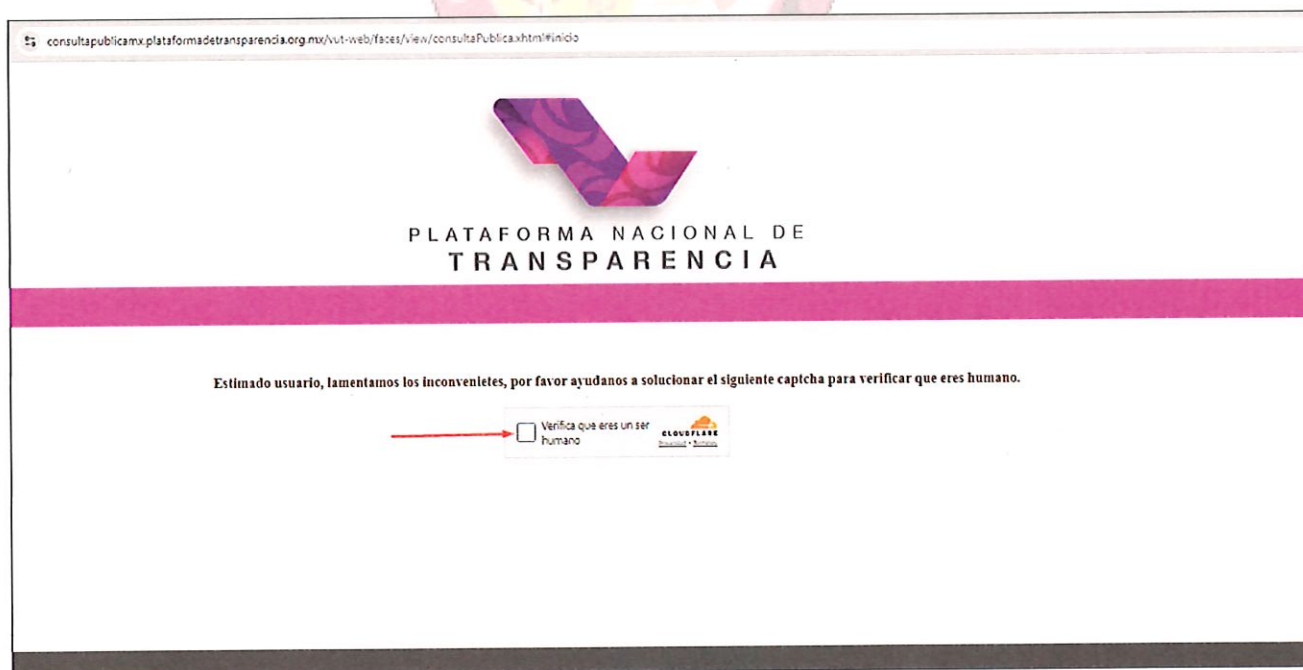 consultapublicamx.plataformadetransparencia.org.mx/vut-web/faces/view/consultaPublica.xhtml#inicio
PLATAFORMA NACIONAL DE
TRANSPARENCIA
Estimado usuario, lamentamos los inconvenietes, por favor ayudanos a solucionar el siguiente captcha para verificar que eres humano.
Verifica que eres un ser
humano
CLOUDFLARE